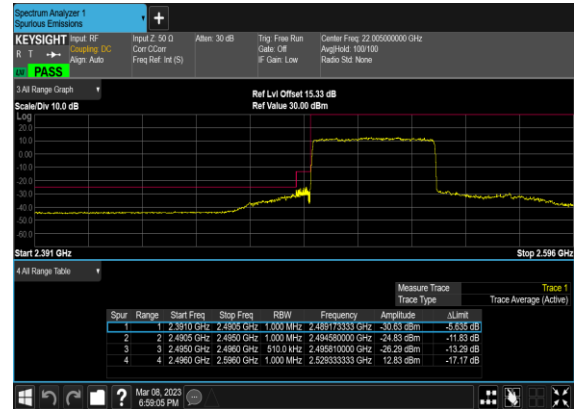 Spectrum Analyzer 1
Spurious Emissions
KEYSIGHT
R T
LXI PASS
Input: RF
Coupling: DC
Align: Auto
Input Z: 50 Ω
Corr CCorr
Freq Ref: Int (S)
Atten: 30 dB
Trig: Free Run
Gate: Off
IF Gain: Low
Center Freq: 22.005000000 GHz
Avg|Hold: 100/100
Radio Std: None
3 All Range Graph
Scale/Div 10.0 dB
Ref Lvl Offset 15.33 dB
Ref Value 30.00 dBm
Log
20.0
10.0
0.00
-10.0
-20.0
-30.0
-40.0
-50.0
-60.0
Start 2.391 GHz
Stop 2.596 GHz
4 All Range Table
Measure Trace Trace 1
Trace Type Trace Average (Active)
Spur Range Start Freq Stop Freq RBW Frequency Amplitude ΔLimit
1 1 2.3910 GHz 2.4905 GHz 1.000 MHz 2.489173333 GHz -30.63 dBm -5.635 dB
2 2 2.4905 GHz 2.4950 GHz 1.000 MHz 2.494580000 GHz -24.83 dBm -11.83 dB
3 3 2.4950 GHz 2.4960 GHz 510.0 kHz 2.495810000 GHz -26.29 dBm -13.29 dB
4 4 2.4960 GHz 2.5960 GHz 1.000 MHz 2.529333333 GHz 12.83 dBm -17.17 dB
?
Mar 08, 2023
6:59:05 PM